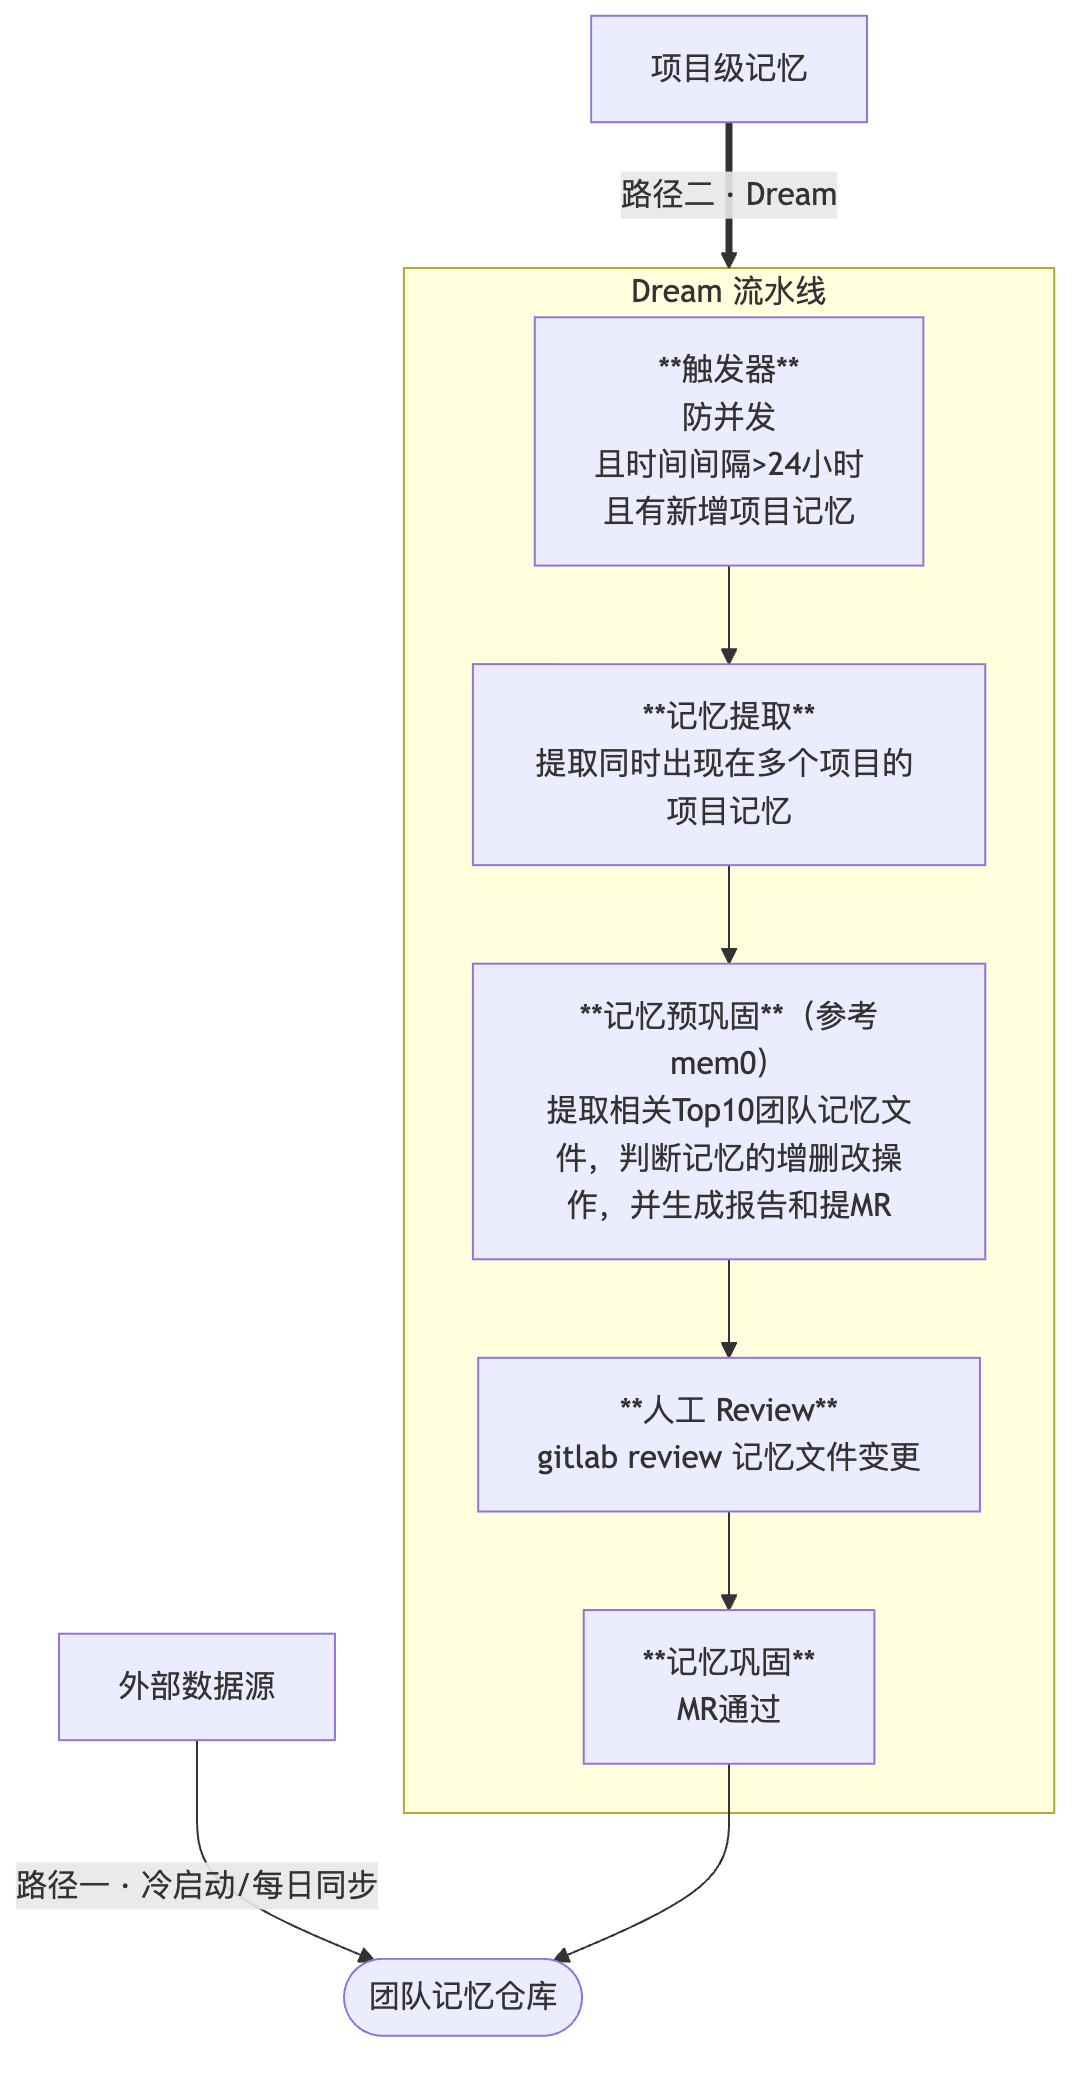 项目级记忆
路径二 · Dream
Dream 流水线
**触发器**
防并发
且时间间隔>24小时
且有新增项目记忆
**记忆提取**
提取同时出现在多个项目的
项目记忆
**记忆预巩固**（参考
mem0）
提取相关Top10团队记忆文
件，判断记忆的增删改操
作，并生成报告和提MR
**人工 Review**
gitlab review 记忆文件变更
**记忆巩固**
MR通过
外部数据源
路径一 · 冷启动/每日同步
团队记忆仓库